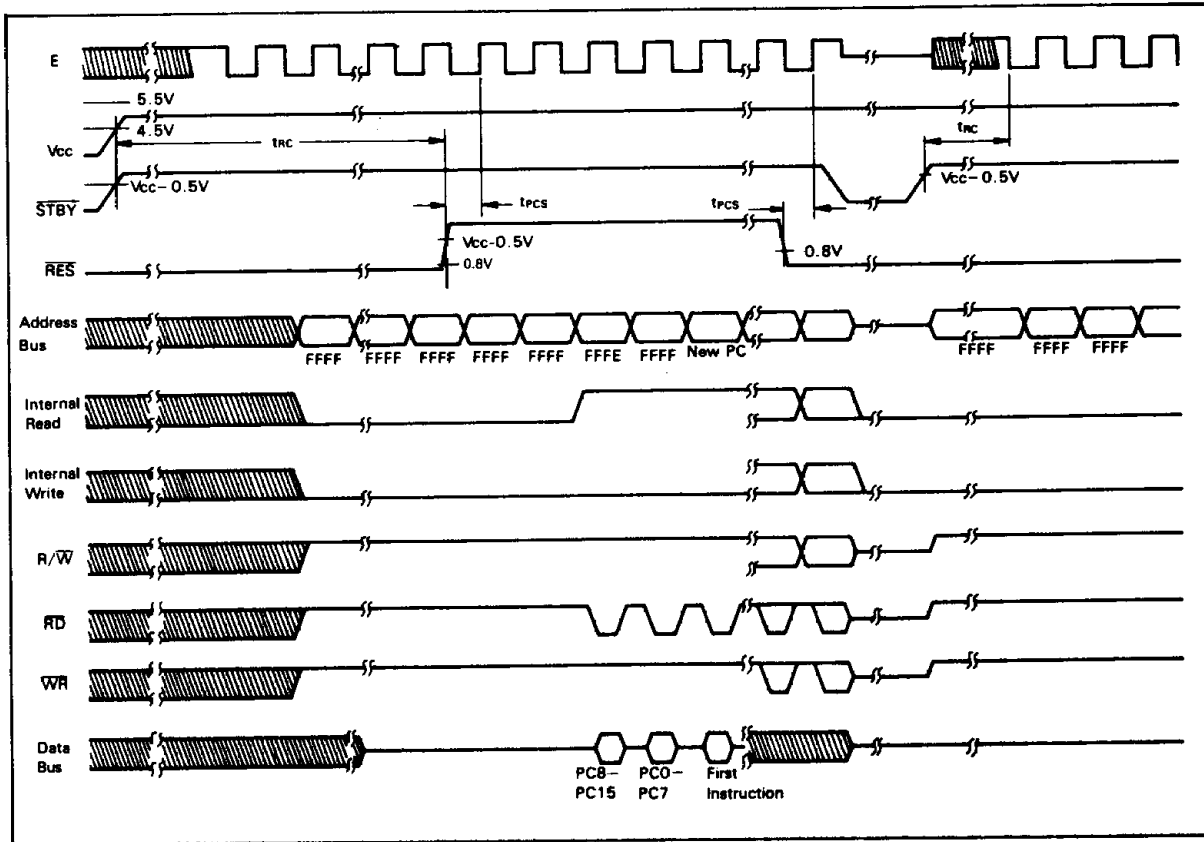 E
5.5V
4.5V
Vcc
tRC
tRC
Vcc-0.5V
Vcc-0.5V
STBY
tPCS
tPCS
Vcc-0.5V
0.8V
0.8V
RES
Address
Bus
FFFF FFFF FFFF FFFF FFFF FFFE FFFF New PC FFFF FFFF FFFF
Internal
Read
Internal
Write
R/W
RD
WR
Data
Bus
PC8-
PC15
PC0-
PC7
First
Instruction